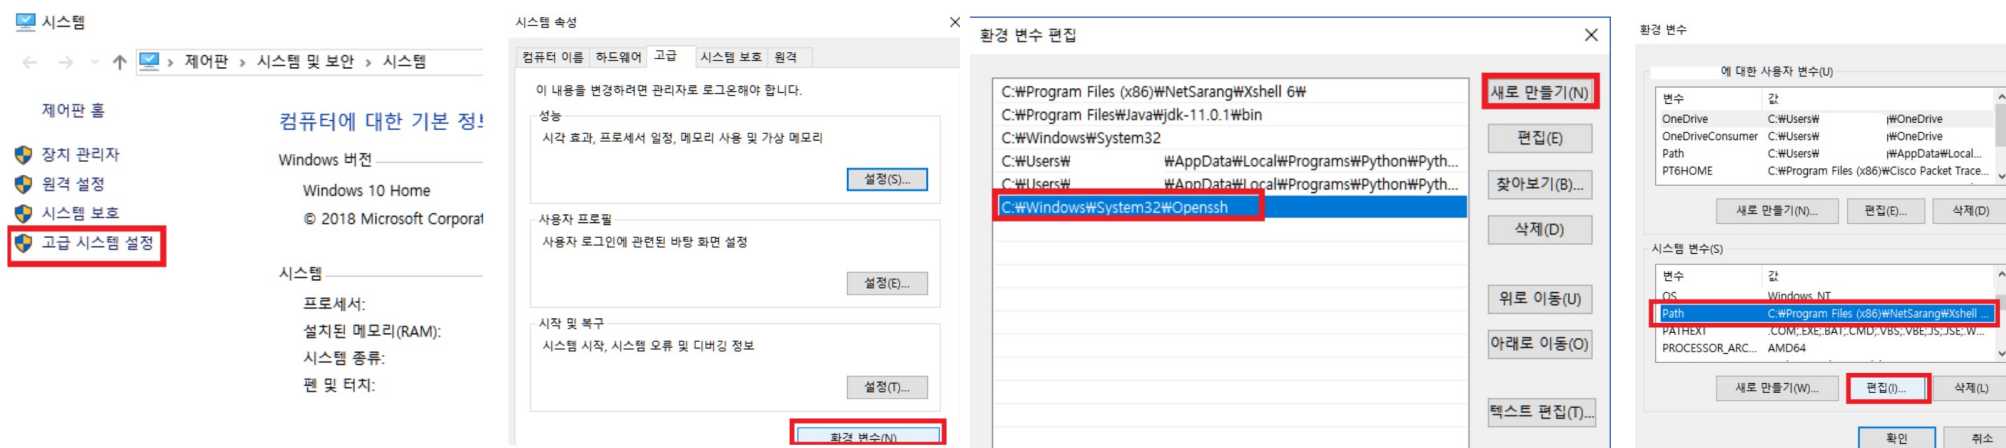 시스템
제어판 › 시스템 및 보안 › 시스템
제어판 홈
장치 관리자
원격 설정
시스템 보호
고급 시스템 설정
컴퓨터에 대한 기본 정보
Windows 버전
Windows 10 Home
© 2018 Microsoft Corporat
시스템
프로세서:
설치된 메모리(RAM):
시스템 종류:
펜 및 터치:
시스템 속성
컴퓨터 이름 하드웨어 고급 시스템 보호 원격
이 내용을 변경하려면 관리자로 로그온해야 합니다.
성능
시각 효과, 프로세서 일정, 메모리 사용 및 가상 메모리
설정(S)...
사용자 프로필
사용자 로그인에 관련된 바탕 화면 설정
설정(E)...
시작 및 복구
시스템 시작, 시스템 오류 및 디버깅 정보
설정(T)...
환경 변수(N)
환경 변수 편집
C:₩Program Files (x86)₩NetSarang₩Xshell 6₩
C:₩Program Files₩Java₩jdk-11.0.1₩bin
C:₩Windows₩System32
C:₩Users₩ ₩AppData₩Local₩Programs₩Python₩Pyth...
C:₩Users₩ ₩AppData₩Local₩Programs₩Python₩Pyth...
C:₩Windows₩System32₩Openssh
새로 만들기(N)
편집(E)
찾아보기(B)...
삭제(D)
위로 이동(U)
아래로 이동(O)
텍스트 편집(T)...
환경 변수
에 대한 사용자 변수(U)
변수 값
OneDrive C:₩Users₩ ₩OneDrive
OneDriveConsumer C:₩Users₩ ₩OneDrive
Path C:₩Users₩ ₩AppData₩Local...
PT6HOME C:₩Program Files (x86)₩Cisco Packet Trace...
새로 만들기(N)... 편집(E)... 삭제(D)
시스템 변수(S)
변수 값
OS Windows_NT
Path C:₩Program Files (x86)₩NetSarang₩Xshell ...
PATHEXT .COM;.EXE;.BAT;.CMD;.VBS;.VBE;.JS;.JSE;.W...
PROCESSOR_ARC... AMD64
새로 만들기(W)... 편집(I)... 삭제(L)
확인 취소